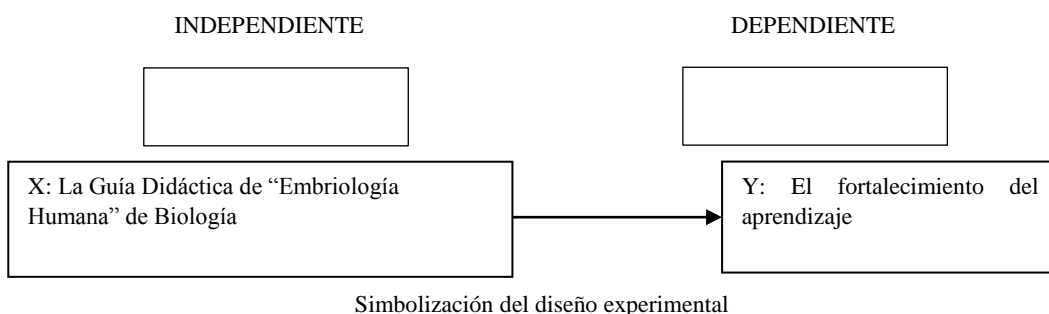 INDEPENDIENTE
DEPENDIENTE
X: La Guía Didáctica de “Embriología
Humana” de Biología
Y: El fortalecimiento del
aprendizaje
Simbolización del diseño experimental